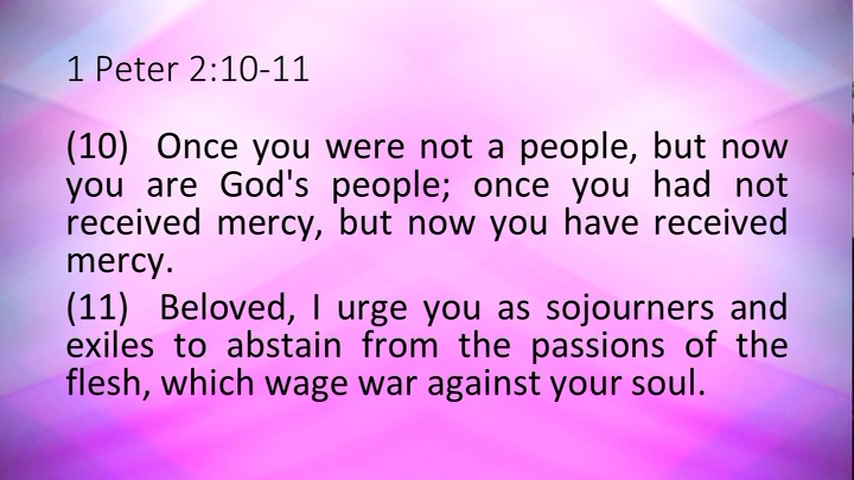 1 Peter 2:10-11
(10) Once you were not a people, but now
you are God's people; once you had not
received mercy, but now you have received
mercy.
(11) Beloved, I urge you as sojourners and
exiles to abstain from the passions of the
flesh, which wage war against your soul.